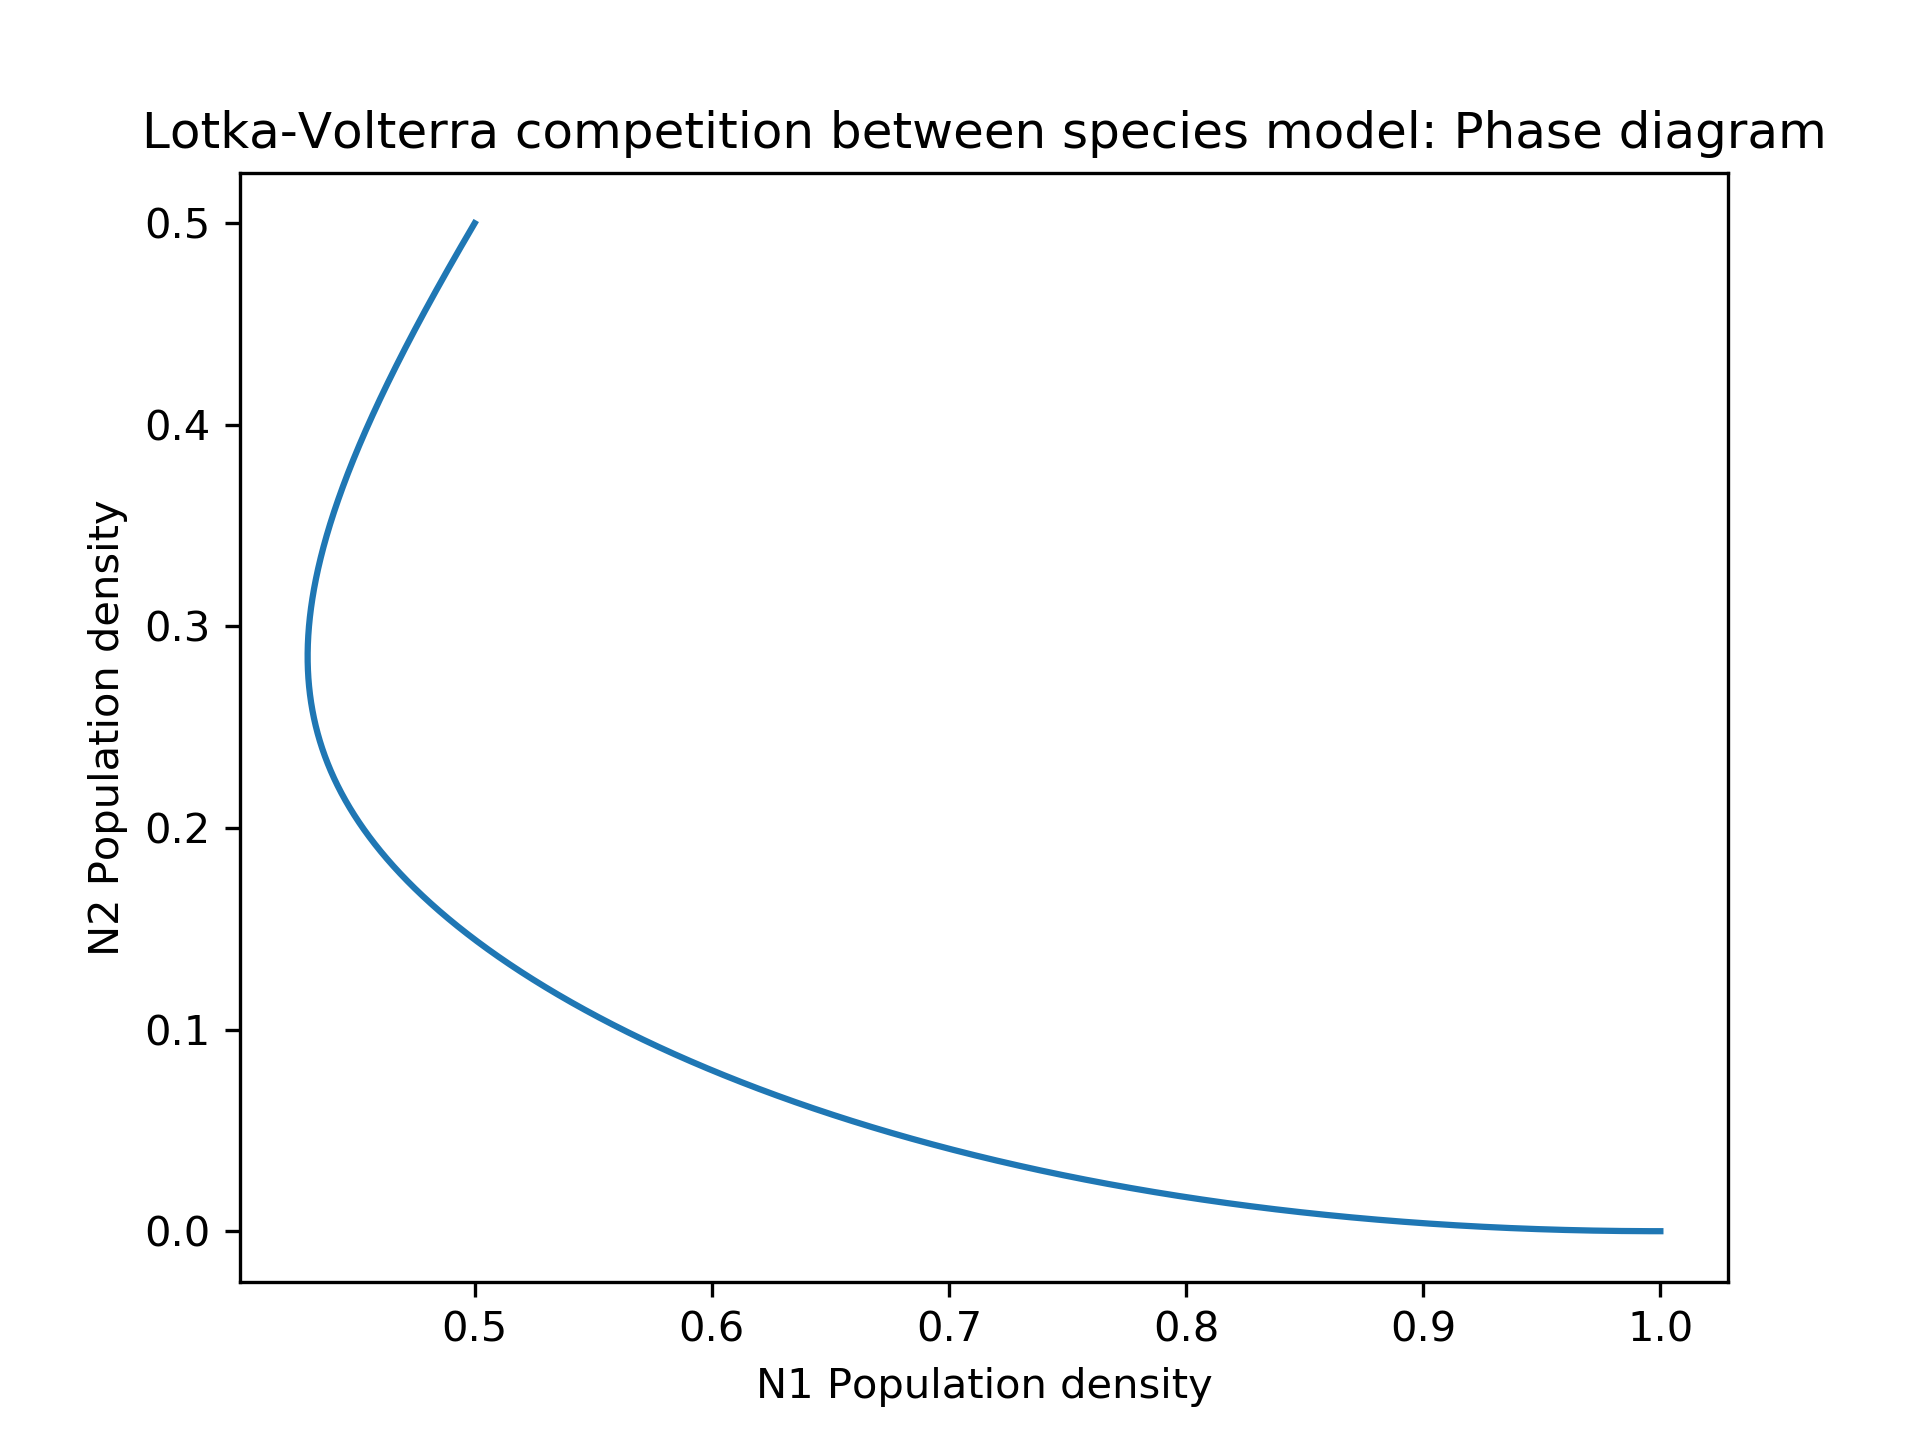 Lotka-Volterra competition between species model: Phase diagram
N2 Population density
0.5
0.4
0.3
0.2
0.1
0.0
0.5 0.6 0.7 0.8 0.9 1.0
N1 Population density